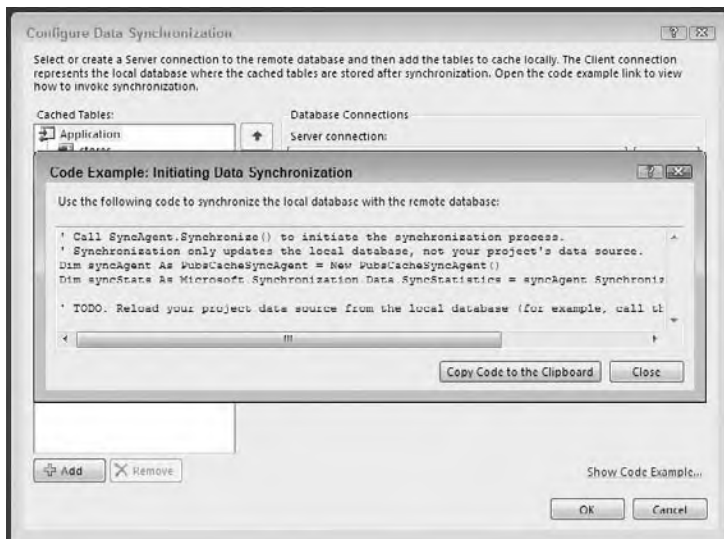 Configure Data Synchronization
Select or create a Server connection to the remote database and then add the tables to cache locally. The Client connection
represents the local database where the cached tables are stored after synchronization. Open the code example link to view
how to invoke synchronization.
Cached Tables:
Database Connections
Application
Server connection:
stores
Code Example: Initiating Data Synchronization
Use the following code to synchronize the local database with the remote database:
' Call SyncAgent.Synchronize() to initiate the synchronization process.
' Synchronization only updates the local database, not your project's data source.
Dim syncAgent As PubsCacheSyncAgent = New PubsCacheSyncAgent()
Dim syncStats As Microsoft.Synchronization.Data.SyncStatistics = syncAgent.Synchroniz
' TODO: Reload your project data source from the local database (for example, call th
Copy Code to the Clipboard
Close
Add
Remove
Show Code Example...
OK
Cancel